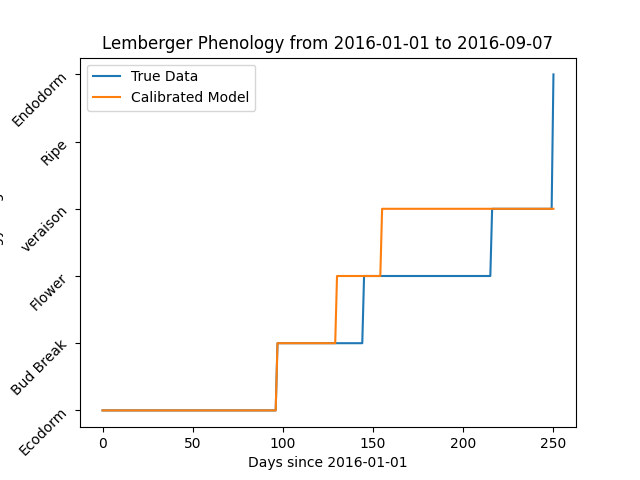 Lemberger Phenology from 2016-01-01 to 2016-09-07
True Data
Calibrated Model
Endodorm
Ripe
veraison
Flower
Bud Break
Ecodorm
0 50 100 150 200 250
Days since 2016-01-01